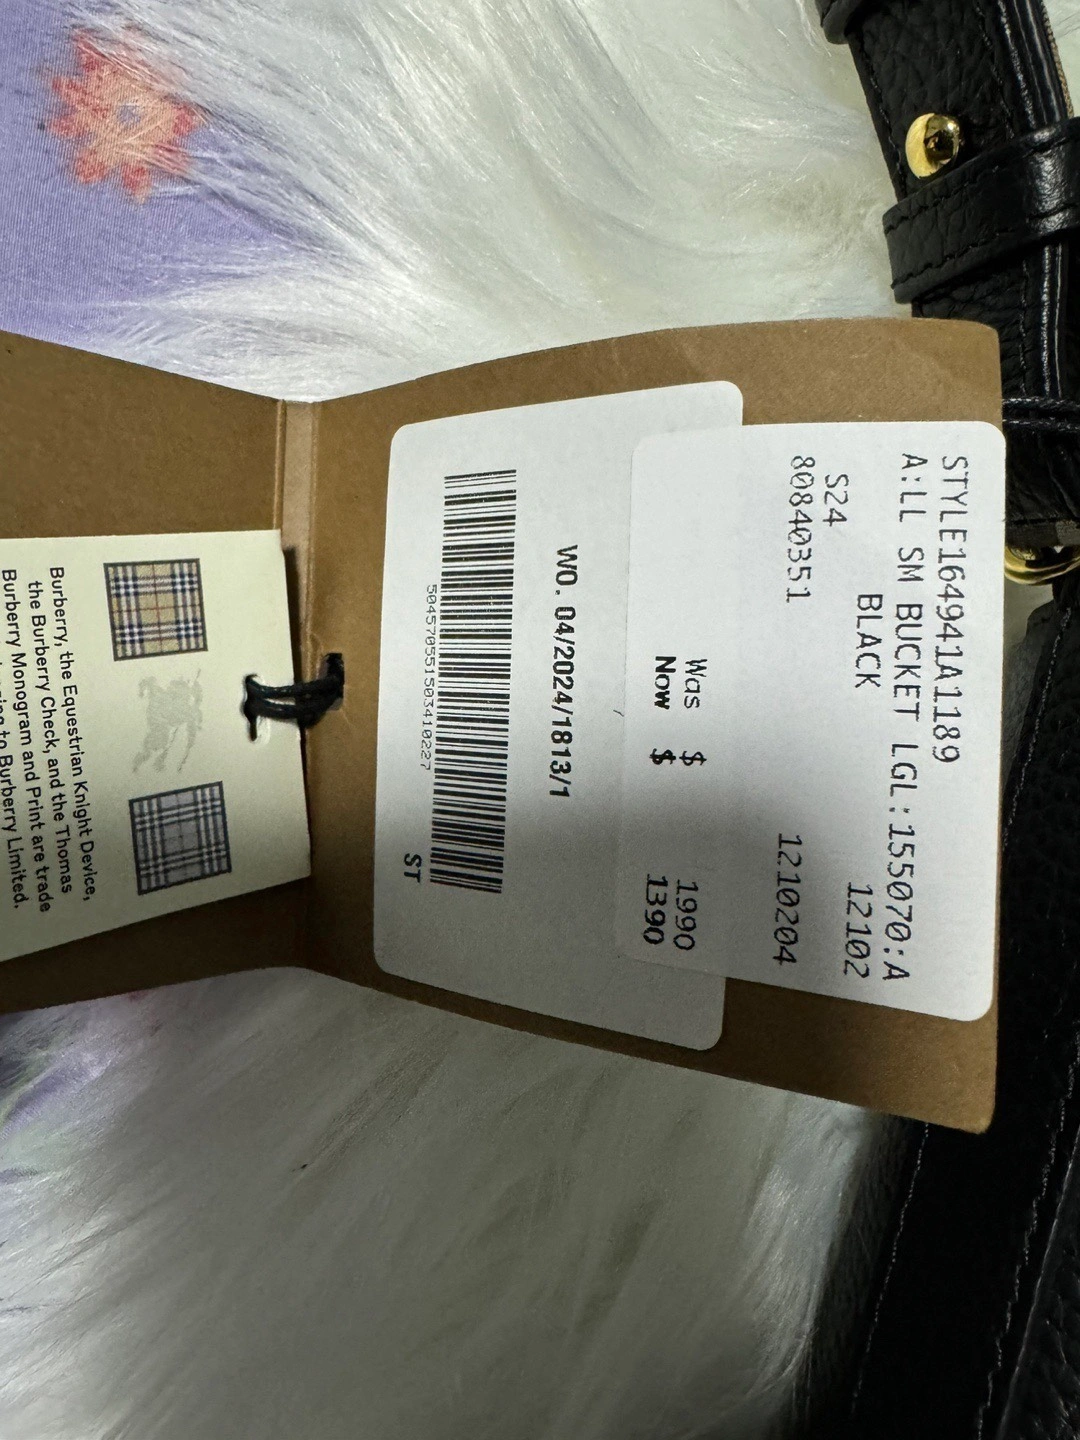 STYLE164941A1189
A:LL SM BUCKET LGL:155070:A
BLACK 12102
S24
80840351 1210204
Was $ 1990
Now $ 1390
WO. 04/2024/1813/1
504570551503410227
ST
Burberry, the Equestrian Knight Device,
the Burberry Check, and the Thomas
Burberry Monogram and Print are trade
to Burberry Limited.